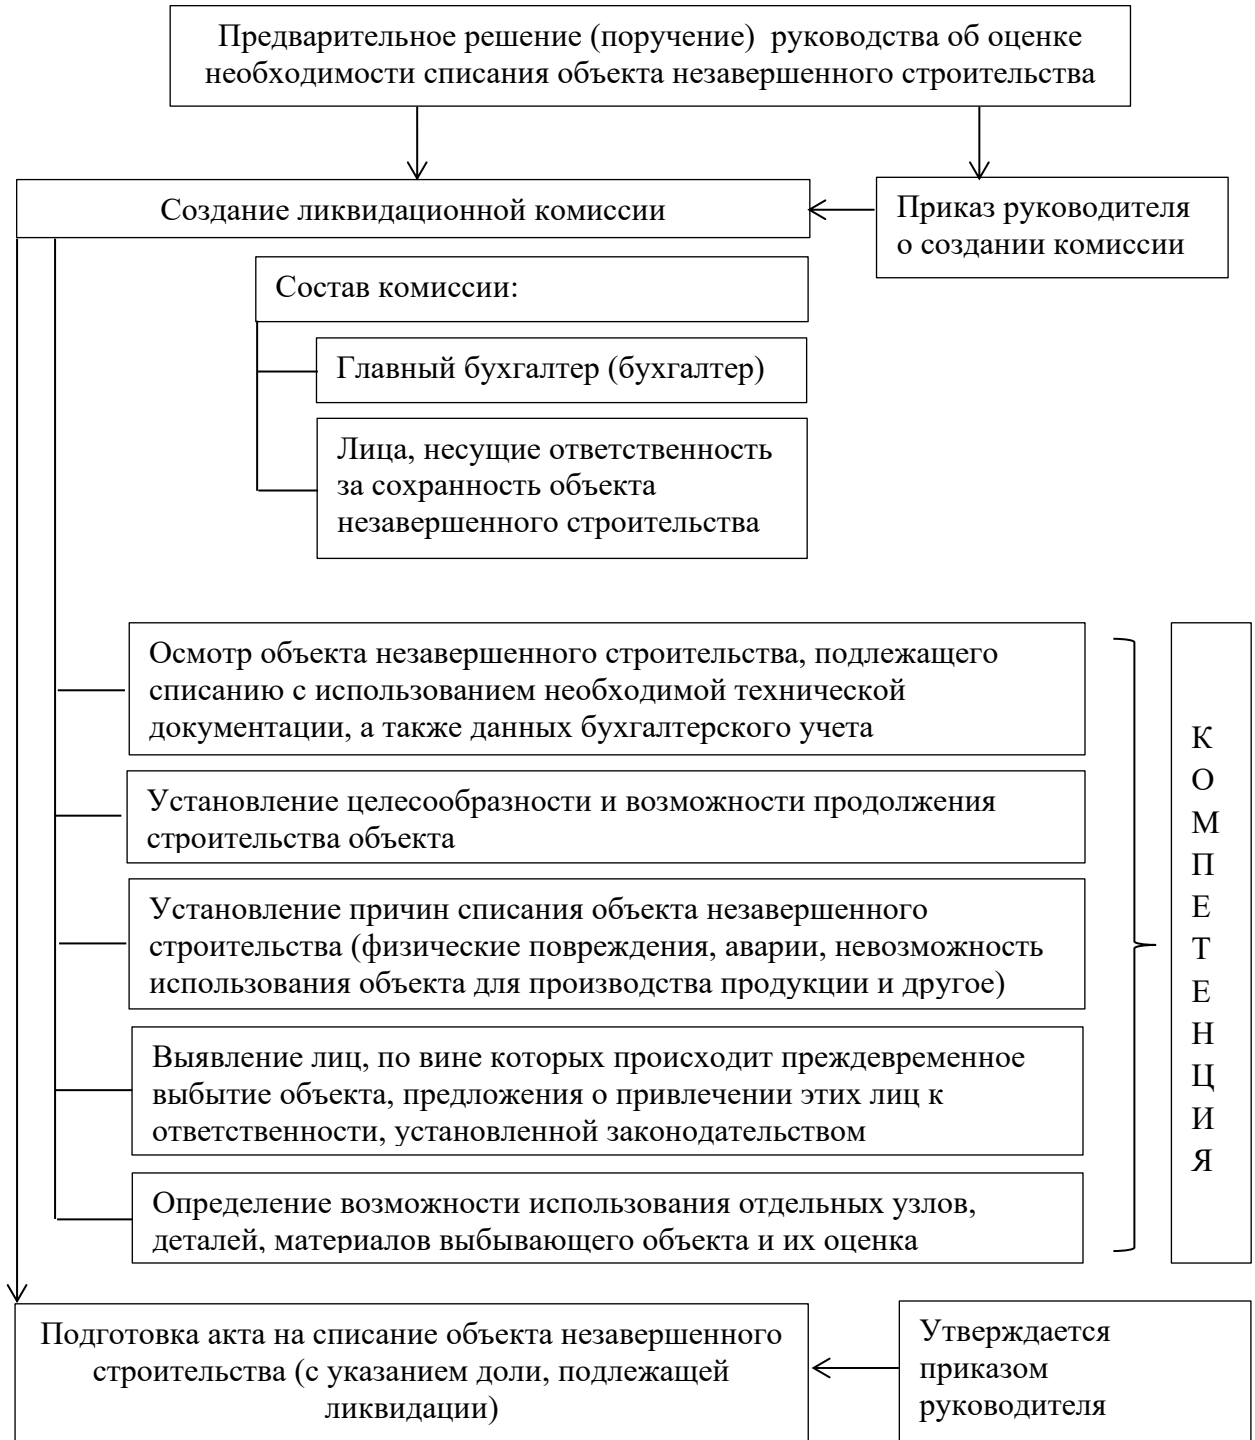 Предварительное решение (поручение)  руководства об оценке
необходимости списания объекта незавершенного строительства
Создание ликвидационной комиссии
Приказ руководителя
о создании комиссии
Состав комиссии:
Главный бухгалтер (бухгалтер)
Лица, несущие ответственность
за сохранность объекта
незавершенного строительства
Осмотр объекта незавершенного строительства, подлежащего
списанию с использованием необходимой технической
документации, а также данных бухгалтерского учета
Установление целесообразности и возможности продолжения
строительства объекта
Установление причин списания объекта незавершенного
строительства (физические повреждения, аварии, невозможность
использования объекта для производства продукции и другое)
Выявление лиц, по вине которых происходит преждевременное
выбытие объекта, предложения о привлечении этих лиц к
ответственности, установленной законодательством
Определение возможности использования отдельных узлов,
деталей, материалов выбывающего объекта и их оценка
К
О
М
П
Е
Т
Е
Н
Ц
И
Я
Подготовка акта на списание объекта незавершенного
строительства (с указанием доли, подлежащей
ликвидации)
Утверждается
приказом
руководителя